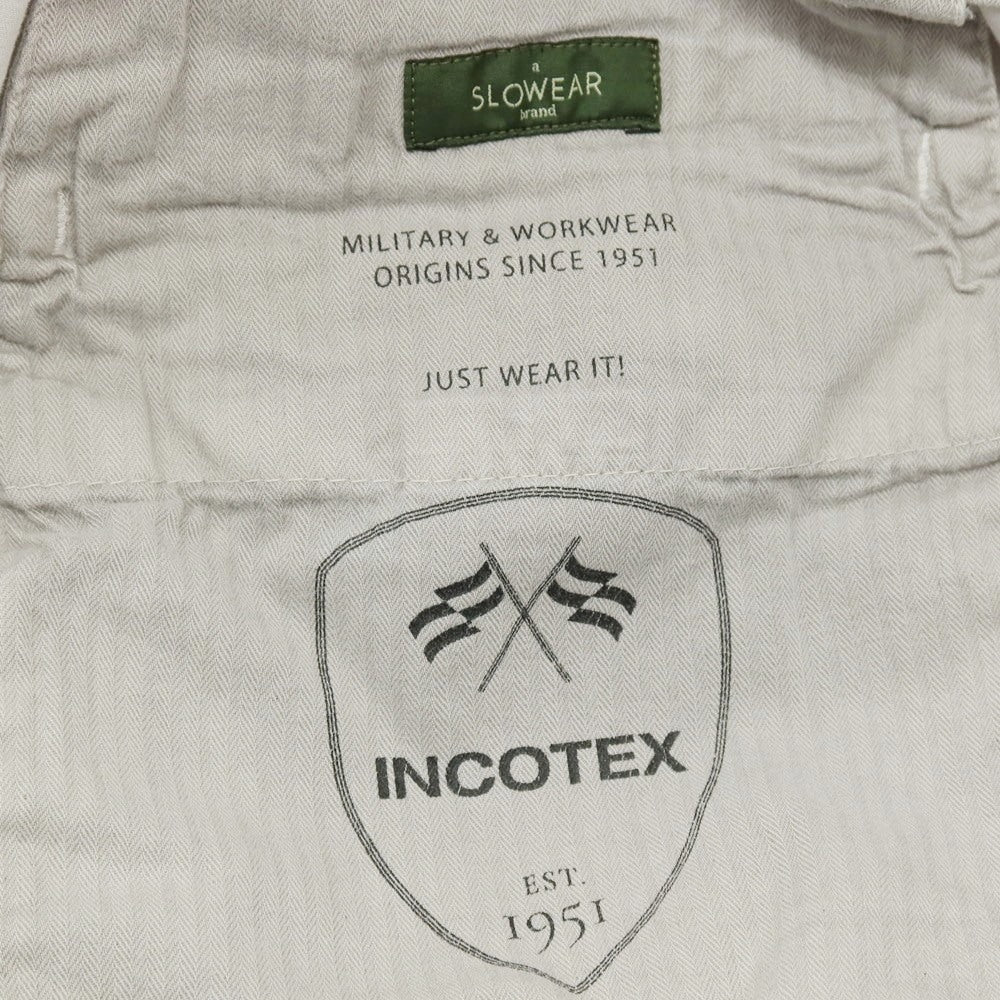 a
SLOWEAR
brand
MILITARY & WORKWEAR
ORIGINS SINCE 1951
JUST WEAR IT!
INCOTEX
EST.
1951